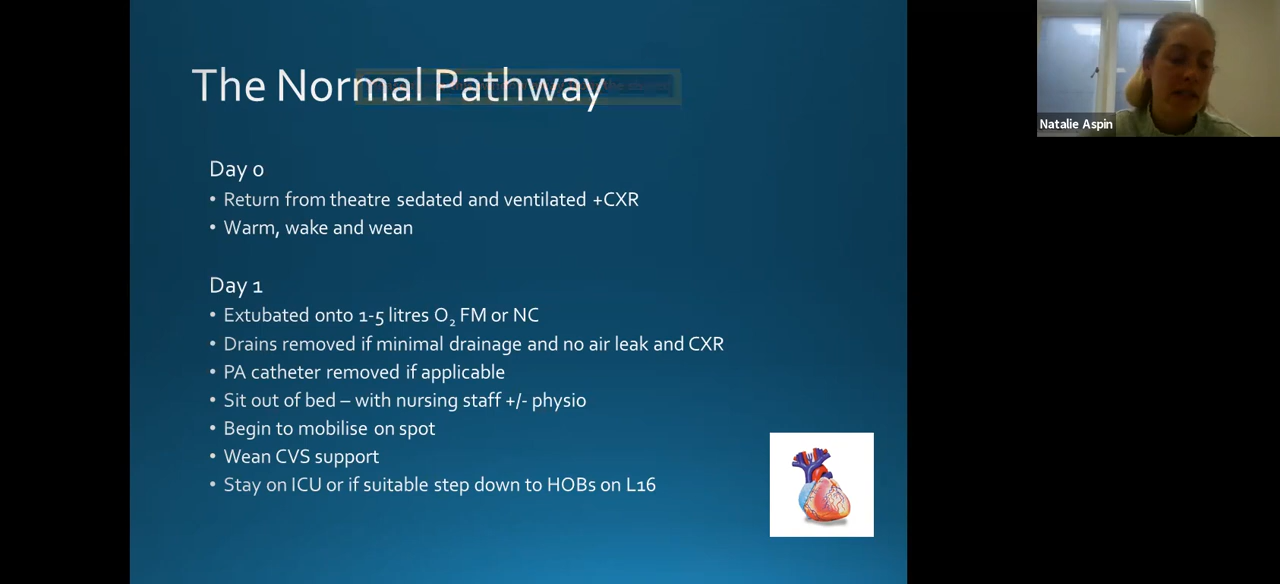 The Normal Pathway
Natalie Aspin
Day 0
• Return from theatre sedated and ventilated +CXR
• Warm, wake and wean
Day 1
• Extubated onto 1-5 litres O₂ FM or NC
• Drains removed if minimal drainage and no air leak and CXR
• PA catheter removed if applicable
• Sit out of bed – with nursing staff +/- physio
• Begin to mobilise on spot
• Wean CVS support
• Stay on ICU or if suitable step down to HOBs on L16